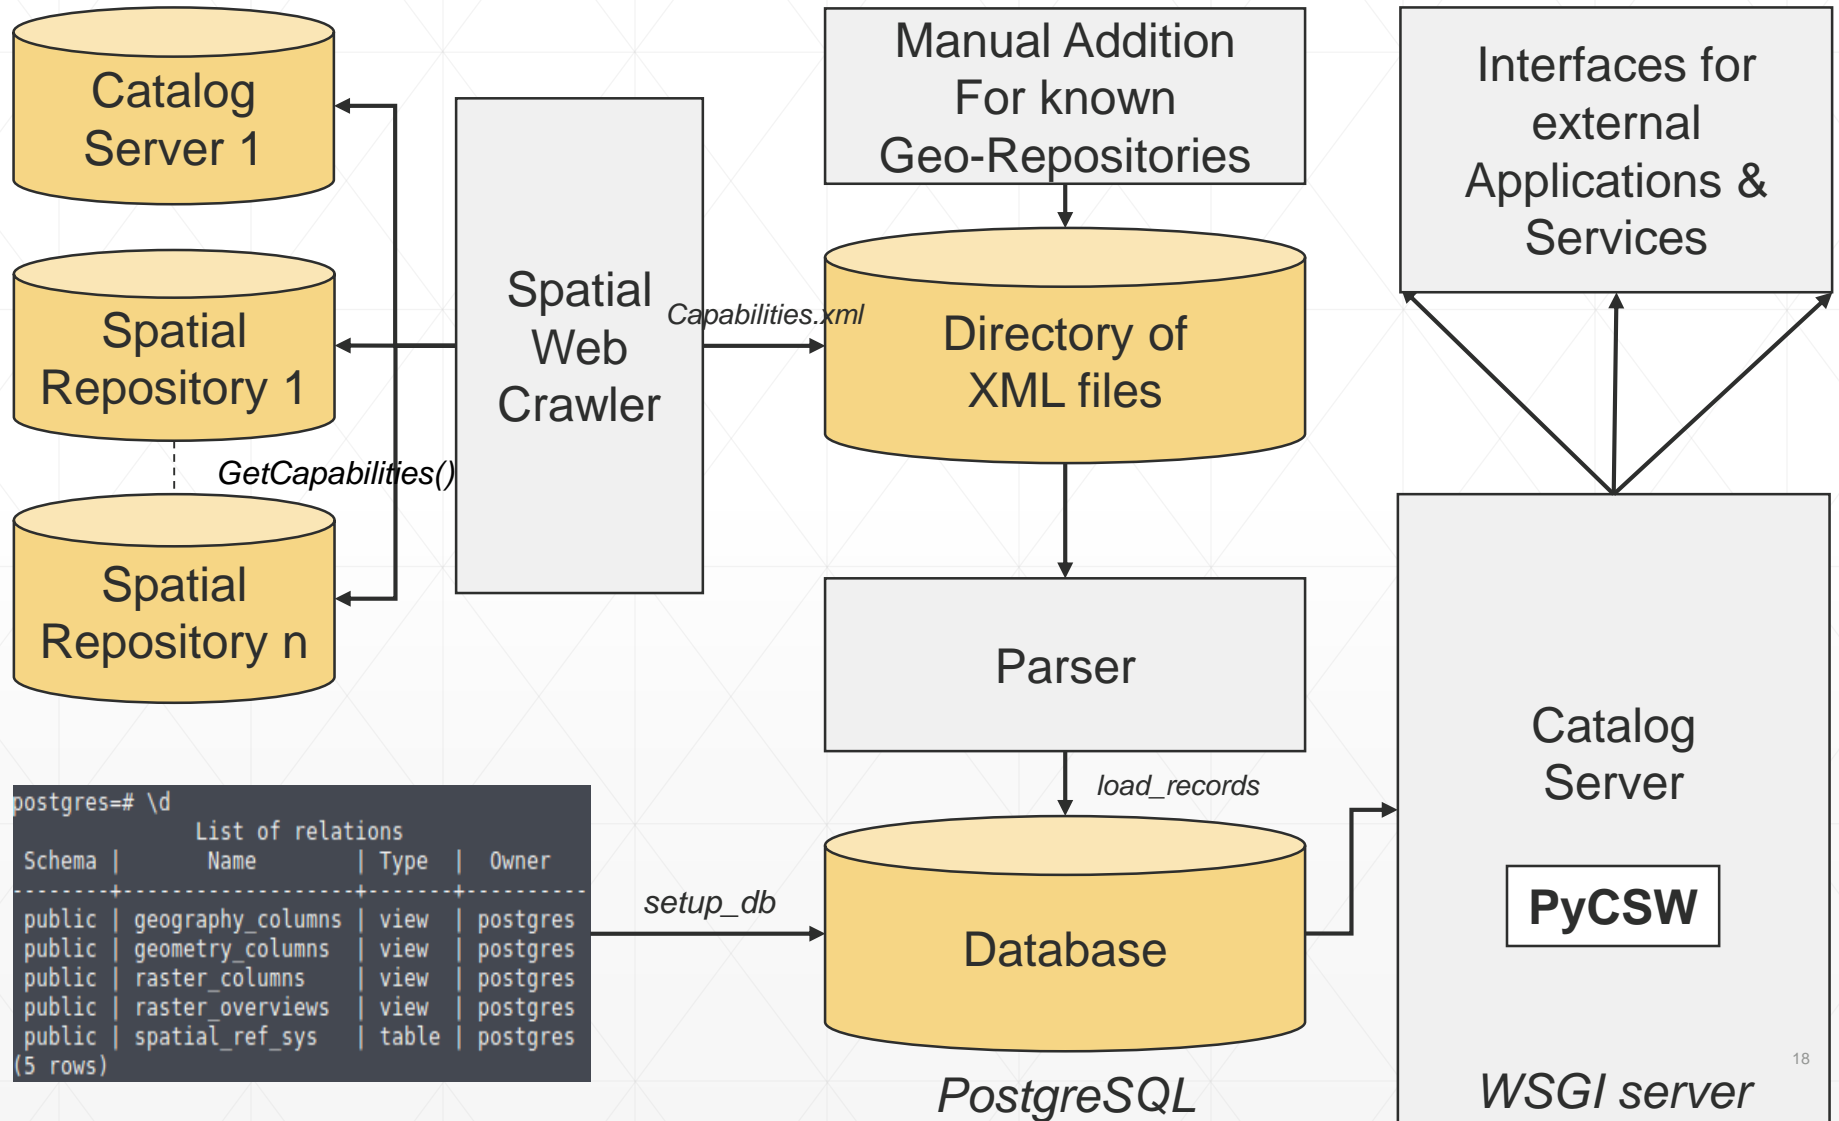 Catalog
Server 1
Spatial
Repository 1
GetCapabilities()
Spatial
Repository n
Spatial
Web
Crawler
Capabilities.xml
Manual Addition
For known
Geo-Repositories
Directory of
XML files
Parser
load_records
postgres=# \d
List of relations
Schema | Name | Type | Owner
--------+-------------------+-------+----------
public | geography_columns | view | postgres
public | geometry_columns | view | postgres
public | raster_columns | view | postgres
public | raster_overviews | view | postgres
public | spatial_ref_sys | table | postgres
(5 rows)
setup_db
Database
PostgreSQL
Interfaces for
external
Applications &
Services
Catalog
Server
PyCSW
WSGI server
18